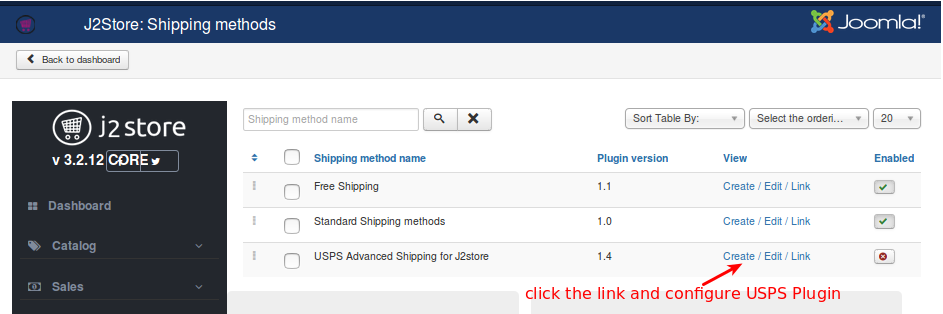 J2Store: Shipping methods
Joomla!
Back to dashboard
j2store
v 3.2.12 CORE
Dashboard
Catalog
Sales
Shipping method name
Sort Table By:
Select the orderi...
20
Shipping method name Plugin version View Enabled
Free Shipping 1.1 Create / Edit / Link
Standard Shipping methods 1.0 Create / Edit / Link
USPS Advanced Shipping for J2store 1.4 Create / Edit / Link
click the link and configure USPS Plugin